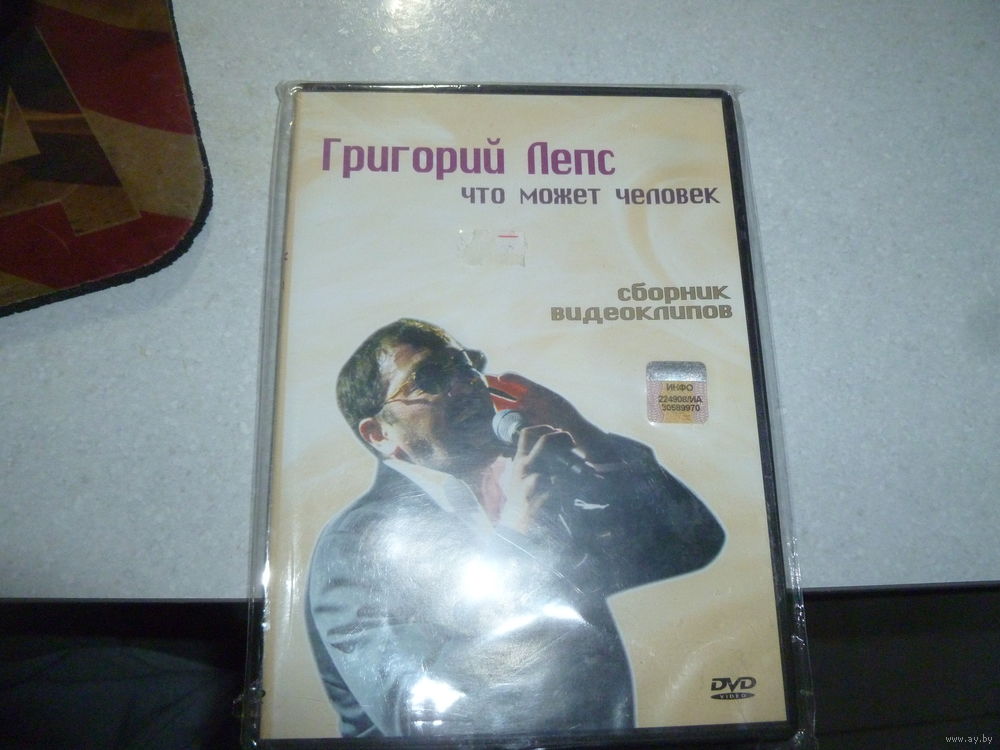 Григорий Лепс
что может человек
сборник
видеоклипов
ИНФО
224908/ИА
30589970
DVD
VIDEO
www.ay.by